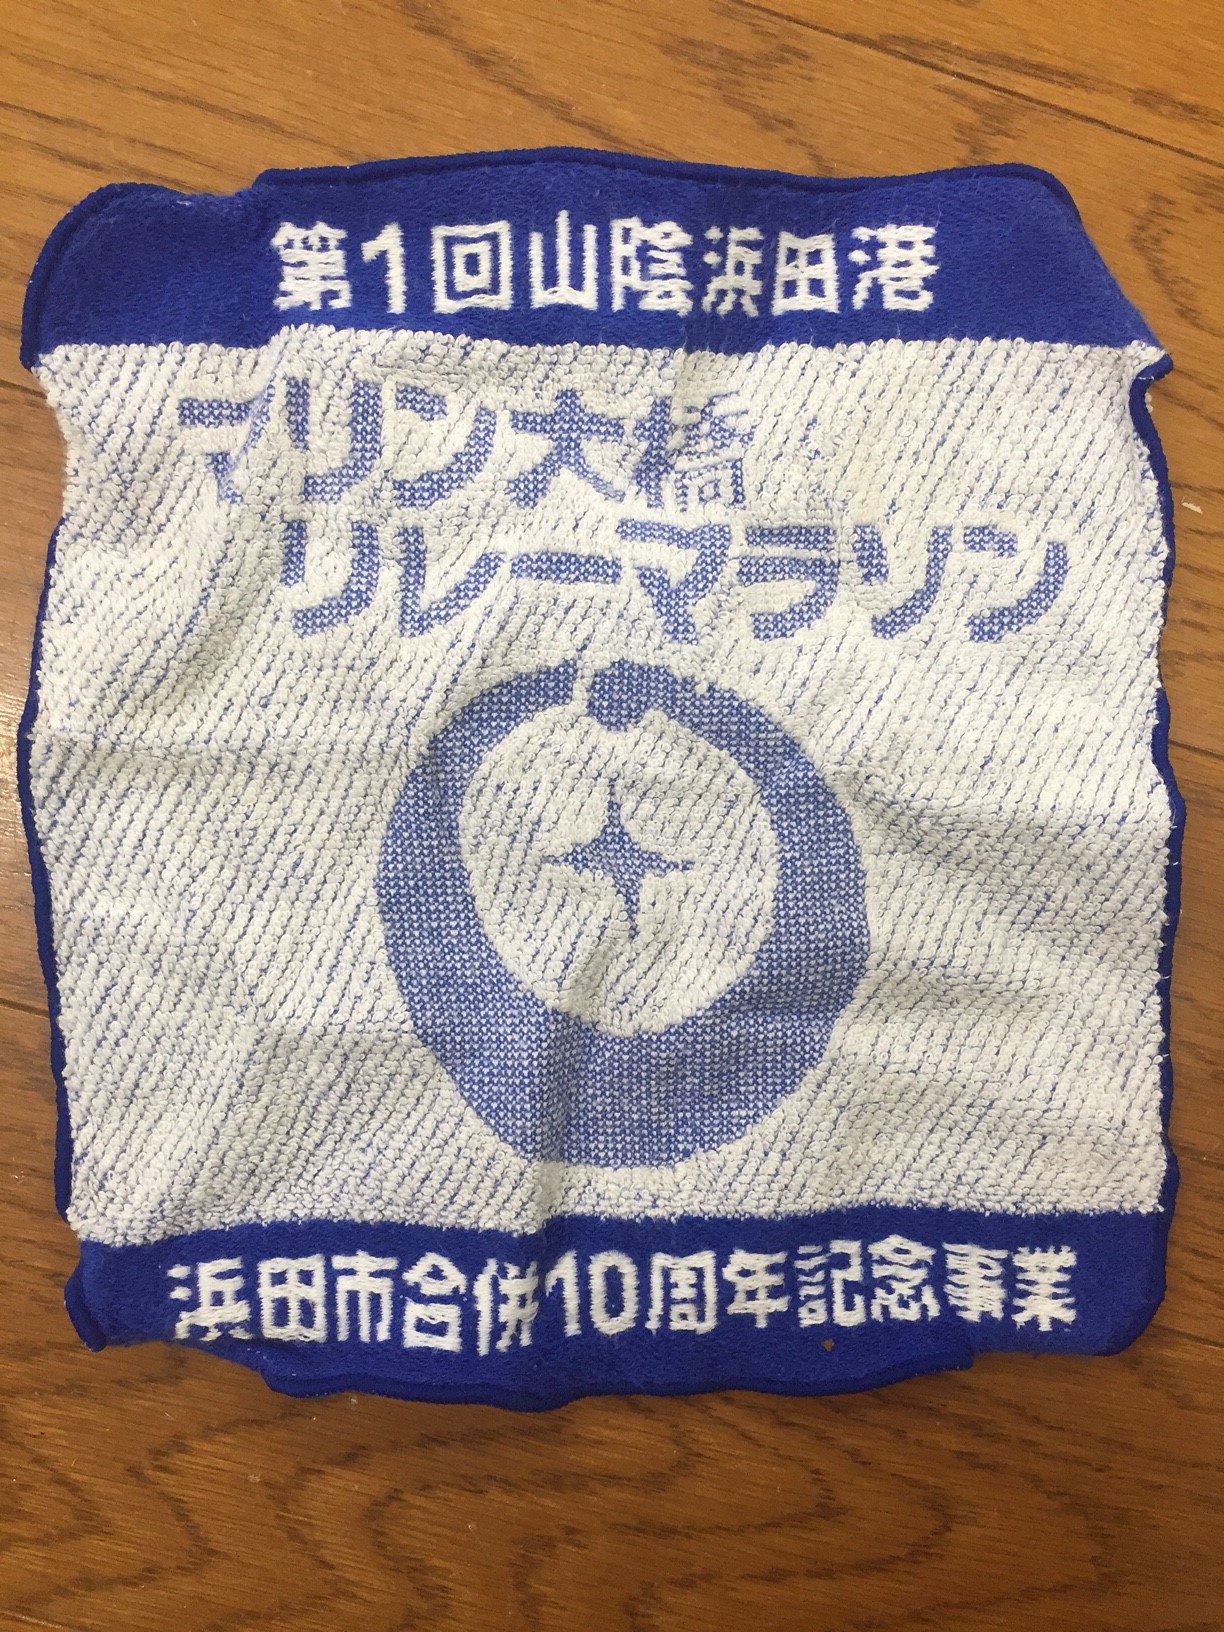 第1回山陰浜田港
マリン大橋
リレーマラソン
浜田市合併10周年記念事業